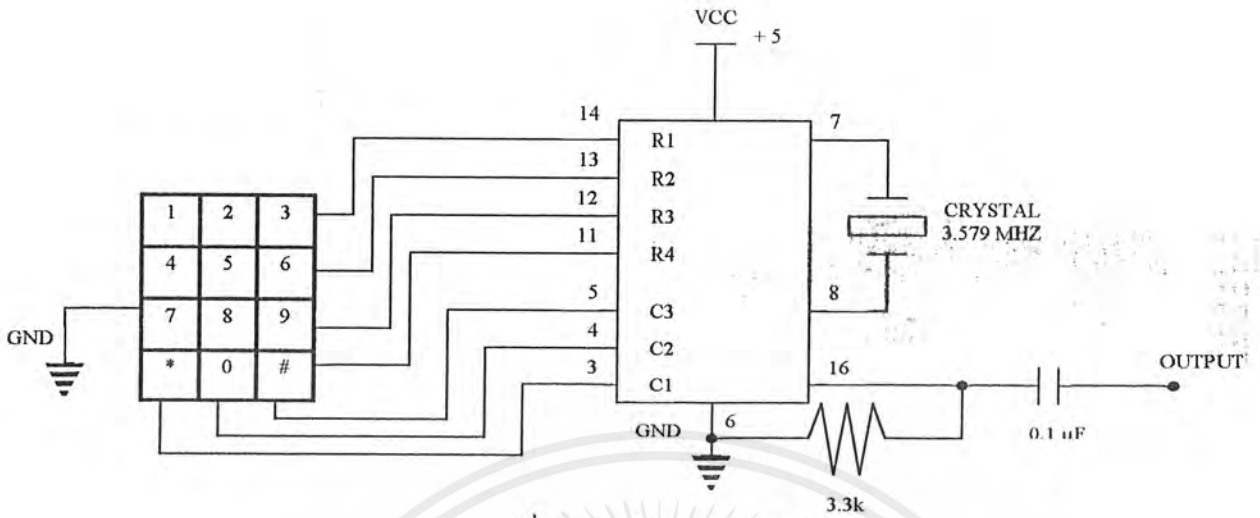 VCC
+ 5
14
R1
7
13
R2
12
R3
CRYSTAL
3.579 MHZ
11
R4
1 2 3
4 5 6
7 8 9
* 0 #
GND
5
C3
8
4
C2
3
C1
16
OUTPUT
GND
6
0.1 uF
3.3k